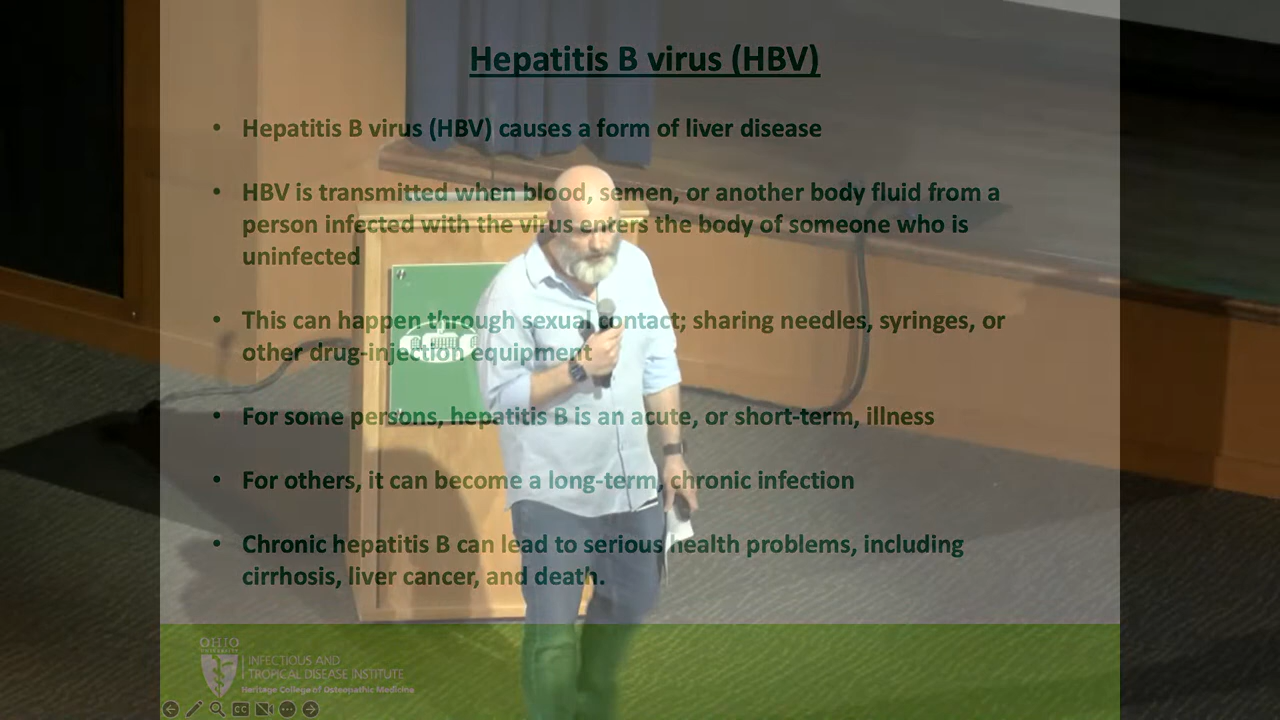 Hepatitis B virus (HBV)
• Hepatitis B virus (HBV) causes a form of liver disease
• HBV is transmitted when blood, semen, or another body fluid from a
person infected with the virus enters the body of someone who is
uninfected
• This can happen through sexual contact; sharing needles, syringes, or
other drug-injection equipment
• For some persons, hepatitis B is an acute, or short-term, illness
• For others, it can become a long-term, chronic infection
• Chronic hepatitis B can lead to serious health problems, including
cirrhosis, liver cancer, and death.
OHIO
UNIVERSITY
INFECTIOUS AND
TROPICAL DISEASE INSTITUTE
Heritage College of Osteopathic Medicine
CC